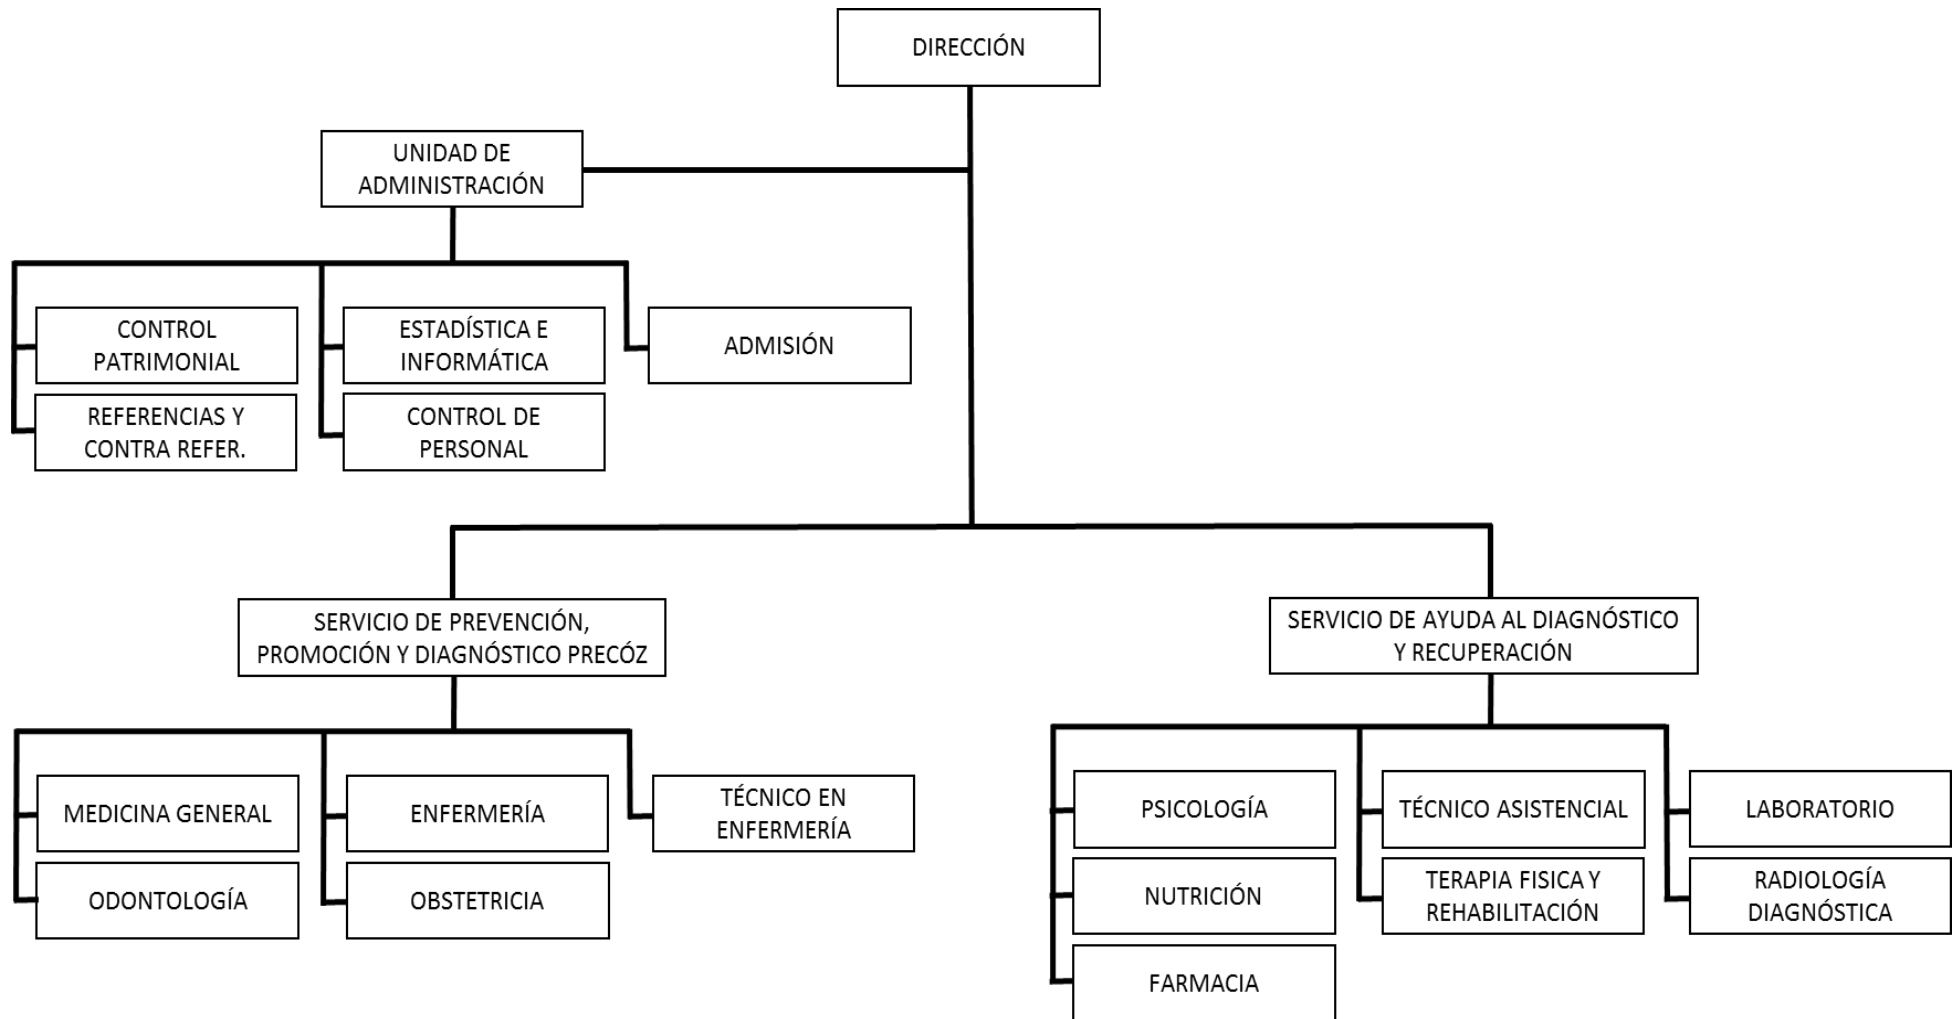 DIRECCIÓN
UNIDAD DE
ADMINISTRACIÓN
CONTROL
PATRIMONIAL
ESTADÍSTICA E
INFORMÁTICA
ADMISIÓN
REFERENCIAS Y
CONTRA REFER.
CONTROL DE
PERSONAL
SERVICIO DE PREVENCIÓN,
PROMOCIÓN Y DIAGNÓSTICO PRECÓZ
SERVICIO DE AYUDA AL DIAGNÓSTICO
Y RECUPERACIÓN
MEDICINA GENERAL
ENFERMERÍA
TÉCNICO EN
ENFERMERÍA
ODONTOLOGÍA
OBSTETRICIA
PSICOLOGÍA
TÉCNICO ASISTENCIAL
LABORATORIO
NUTRICIÓN
TERAPIA FISICA Y
REHABILITACIÓN
RADIOLOGÍA
DIAGNÓSTICA
FARMACIA